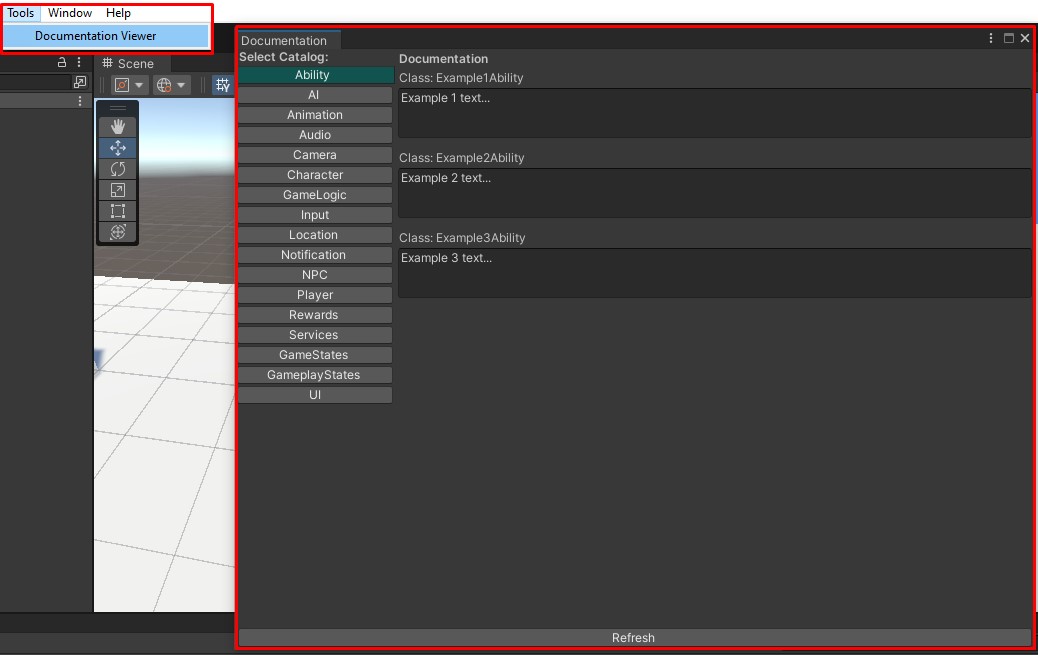 Tools Window Help
Documentation Viewer
Scene
Documentation
Select Catalog:
Ability
AI
Animation
Audio
Camera
Character
GameLogic
Input
Location
Notification
NPC
Player
Rewards
Services
GameStates
GameplayStates
UI
Documentation
Class: Example1Ability
Example 1 text...
Class: Example2Ability
Example 2 text...
Class: Example3Ability
Example 3 text...
Refresh